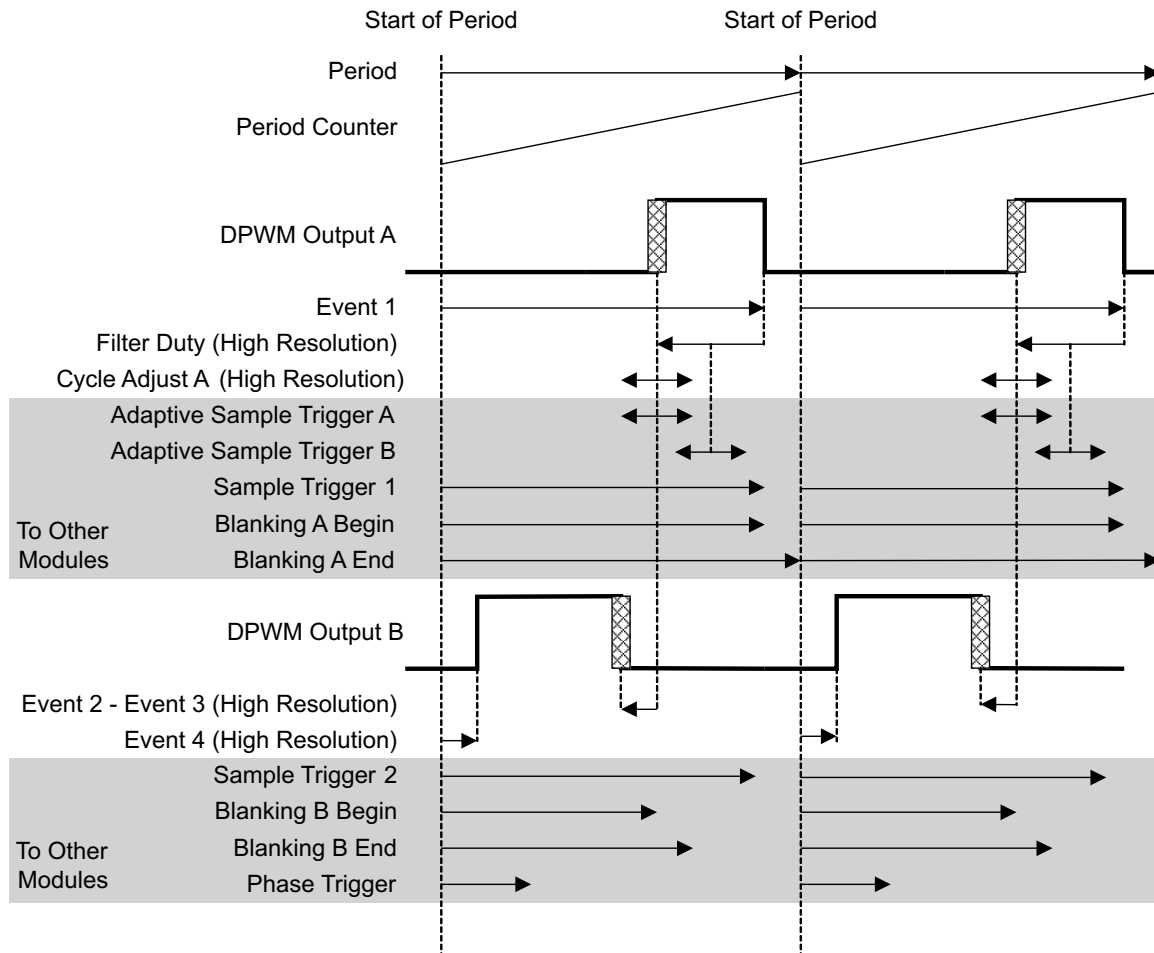 Start of Period
Start of Period
Period
Period Counter
DPWM Output A
Event 1
Filter Duty (High Resolution)
Cycle Adjust A (High Resolution)
Adaptive Sample Trigger A
Adaptive Sample Trigger B
Sample Trigger 1
Blanking A Begin
To Other
Modules
Blanking A End
DPWM Output B
Event 2 - Event 3 (High Resolution)
Event 4 (High Resolution)
Sample Trigger 2
Blanking B Begin
Blanking B End
To Other
Modules
Phase Trigger